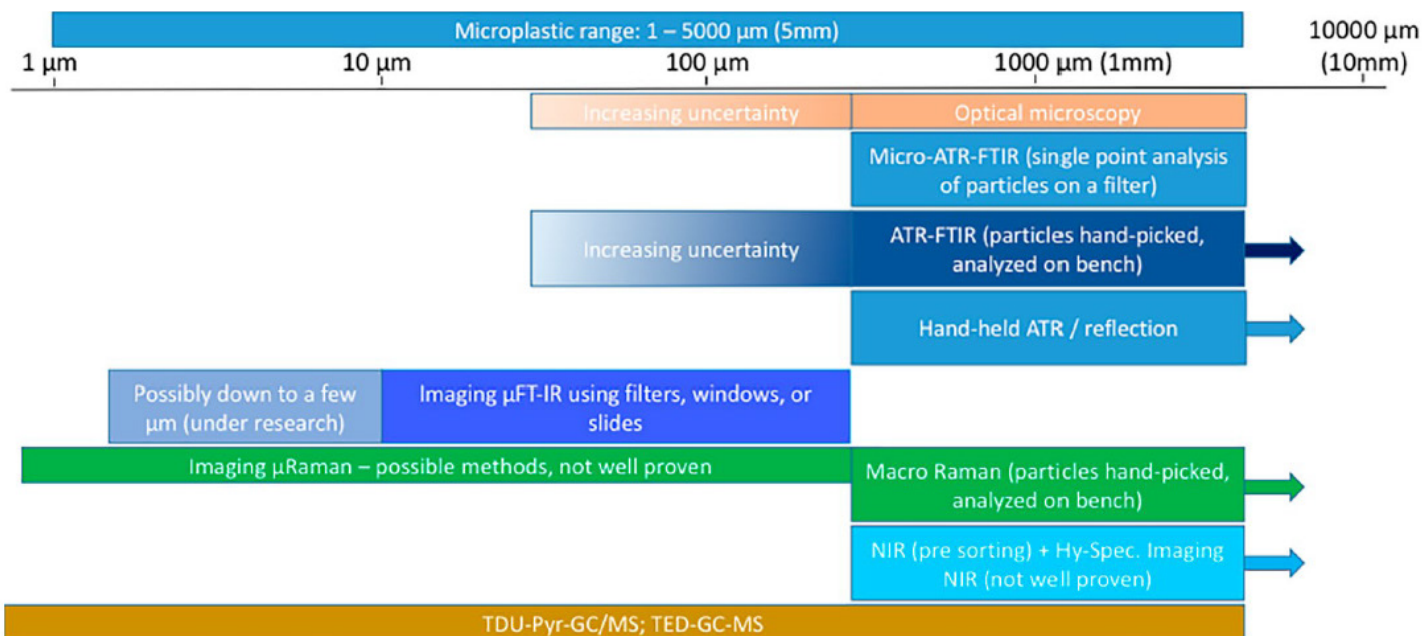 Microplastic range: 1 – 5000 µm (5mm)
10000 µm
(10mm)
1 µm
10 µm
100 µm
1000 µm (1mm)
Increasing uncertainty
Optical microscopy
Micro-ATR-FTIR (single point analysis
of particles on a filter)
Increasing uncertainty
ATR-FTIR (particles hand-picked,
analyzed on bench)
Hand-held ATR / reflection
Possibly down to a few
µm (under research)
Imaging µFT-IR using filters, windows, or
slides
Imaging µRaman – possible methods, not well proven
Macro Raman (particles hand-picked,
analyzed on bench)
NIR (pre sorting) + Hy-Spec. Imaging
NIR (not well proven)
TDU-Pyr-GC/MS; TED-GC-MS